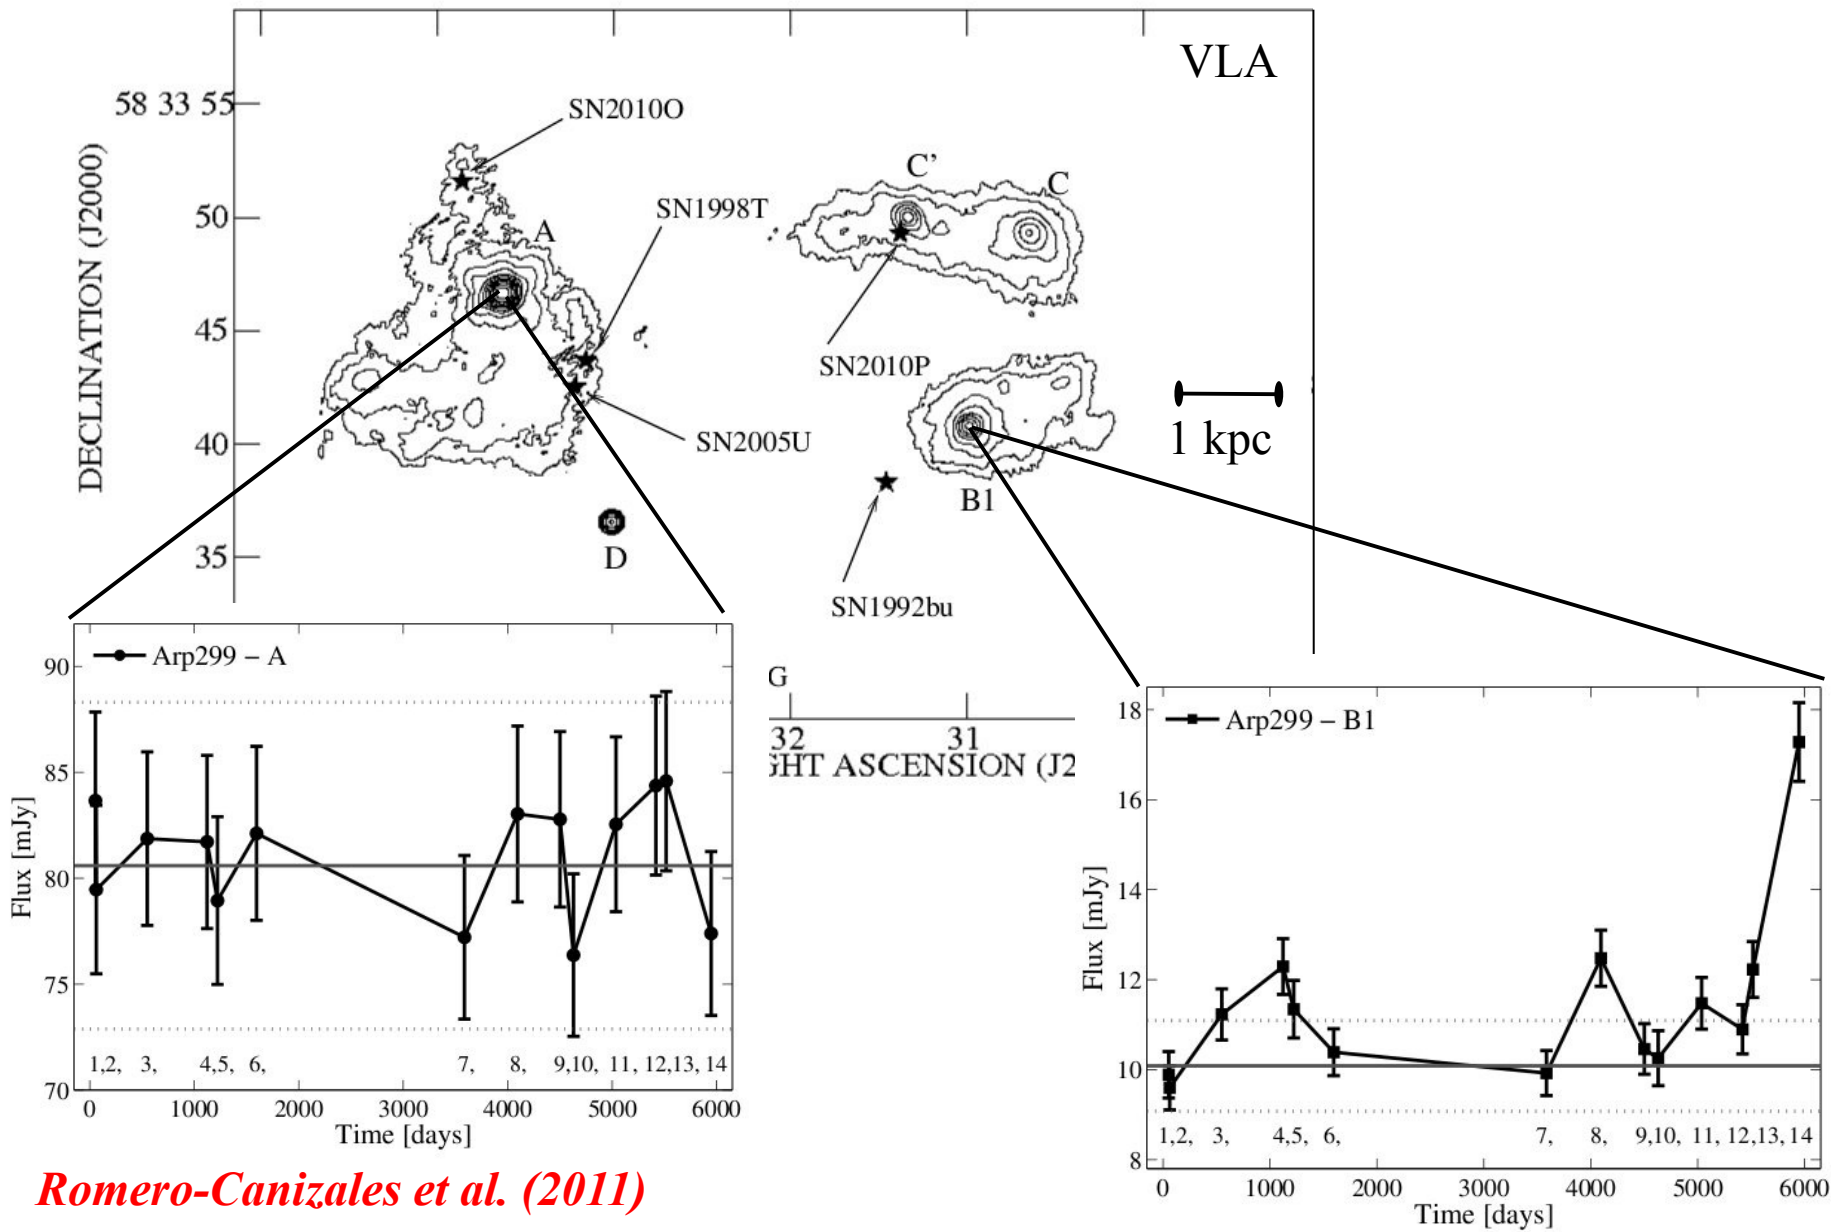 VLA
58 33 55
50
45
40
35
DECLINATION (J2000)
SN2010O
SN1998T
A
C'
C
SN2010P
SN2005U
1 kpc
B1
D
SN1992bu
G
32
31
GHT ASCENSION (J2
Arp299 – A
90
85
80
75
70
Flux [mJy]
1,2, 3, 4,5, 6, 7, 8, 9,10, 11, 12,13, 14
0 1000 2000 3000 4000 5000 6000
Time [days]
Arp299 – B1
18
16
14
12
10
8
Flux [mJy]
1,2, 3, 4,5, 6, 7, 8, 9,10, 11, 12,13, 14
0 1000 2000 3000 4000 5000 6000
Time [days]
Romero-Canizales et al. (2011)